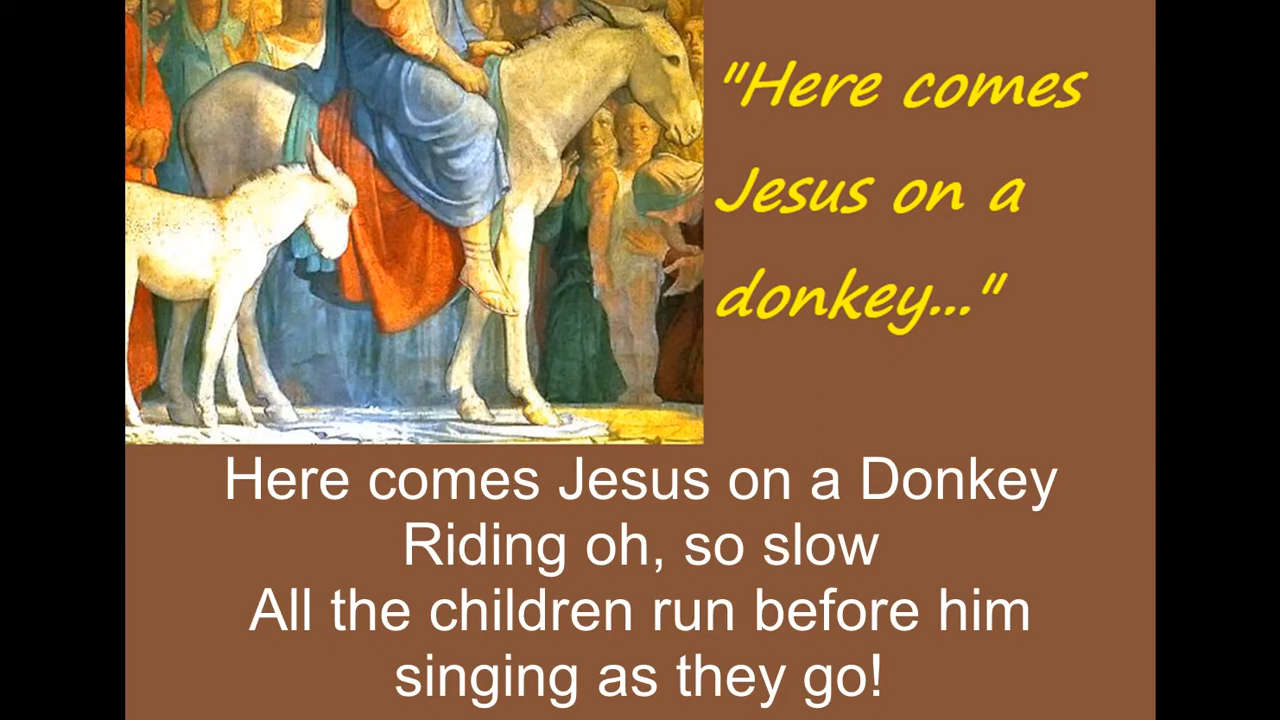 "Here comes
Jesus on a
donkey..."
Here comes Jesus on a Donkey
Riding oh, so slow
All the children run before him
singing as they go!